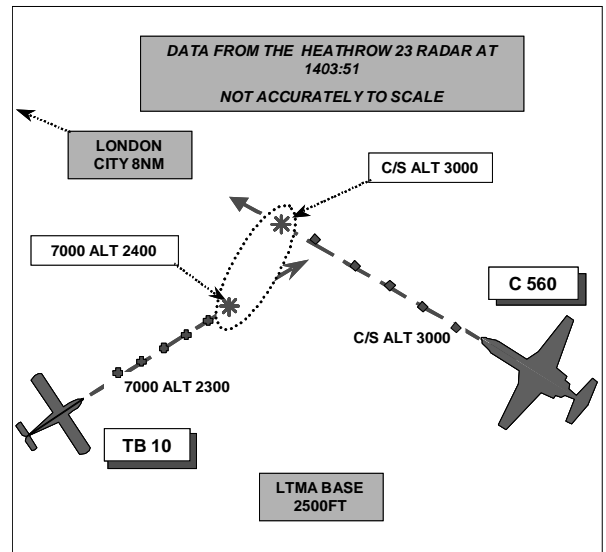 DATA FROM THE HEATHROW 23 RADAR AT
1403:51
NOT ACCURATELY TO SCALE
LONDON
CITY 8NM
C/S ALT 3000
7000 ALT 2400
C 560
C/S ALT 3000
7000 ALT 2300
TB 10
LTMA BASE
2500FT